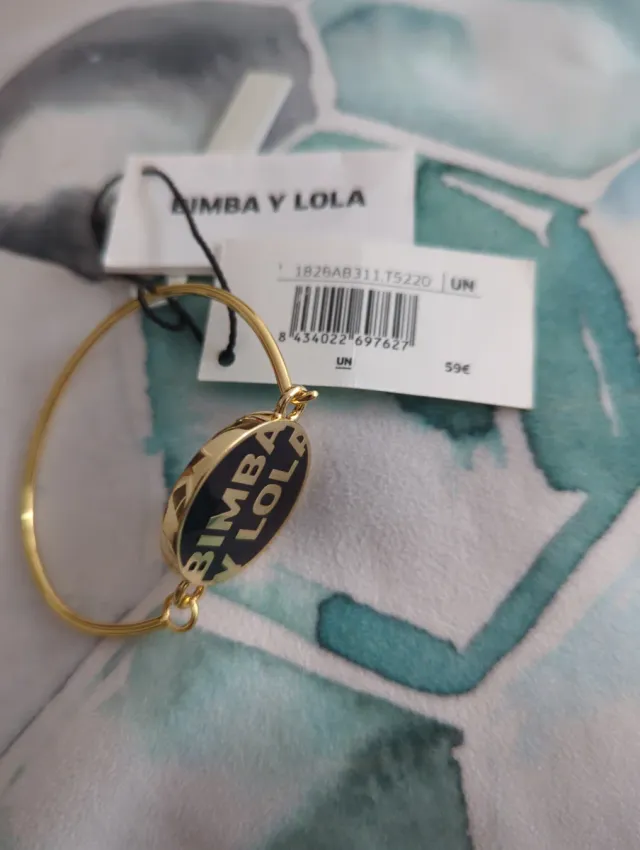 BIMBA Y LOLA
1826AB311.T5220 UN
8 434022 697627
UN
59€
BIMBA
Y LOLA